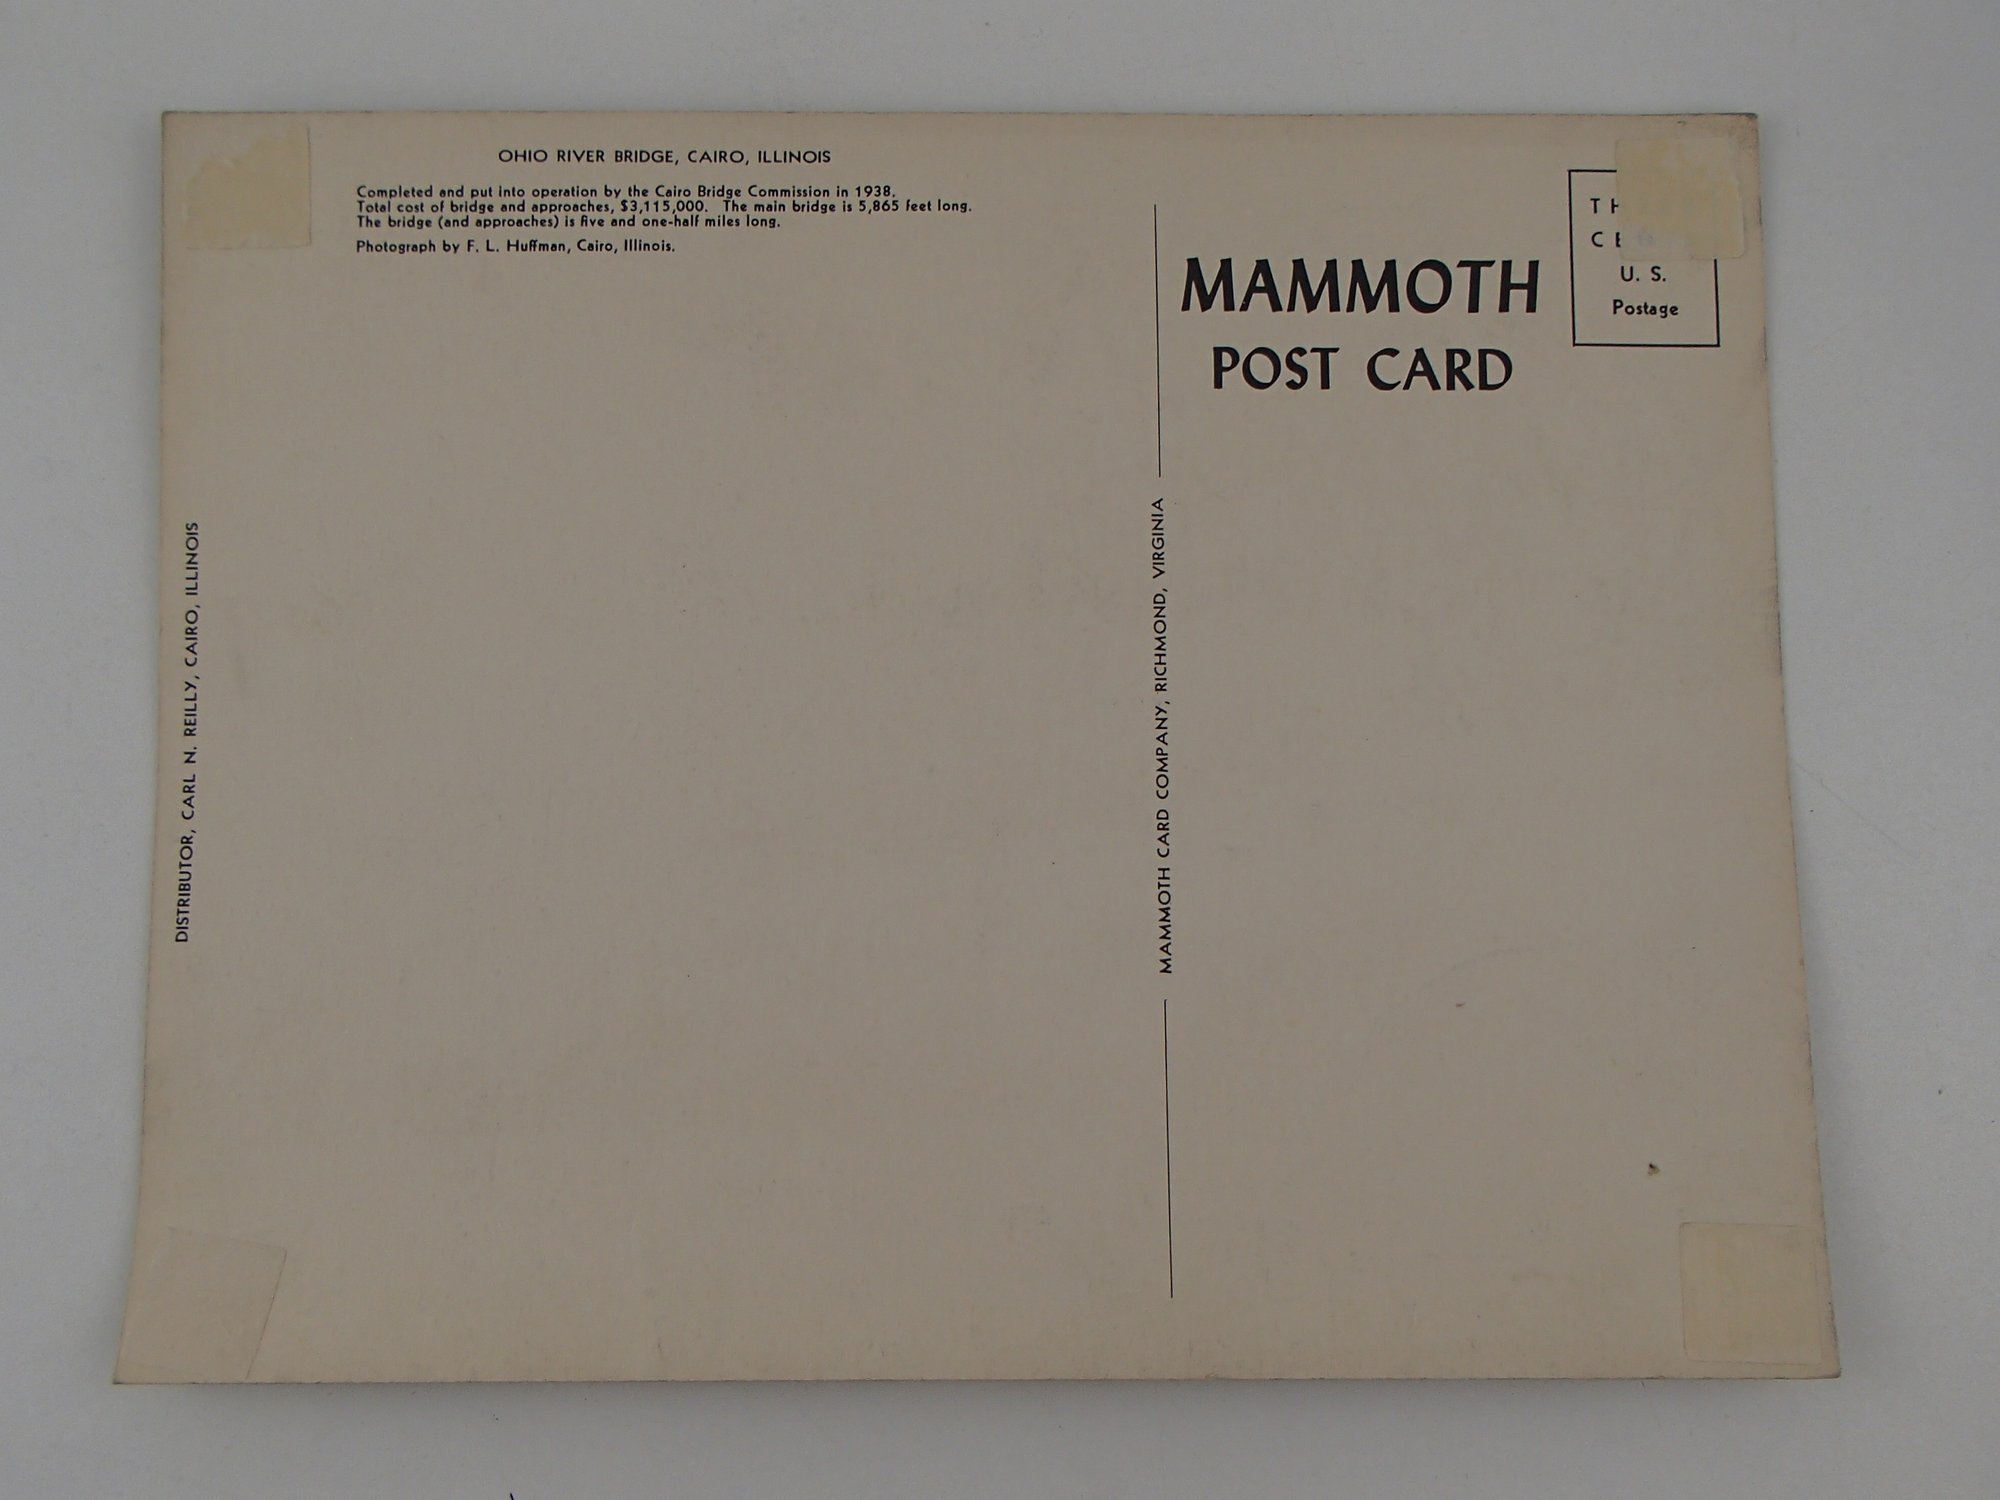 OHIO RIVER BRIDGE, CAIRO, ILLINOIS
Completed and put into operation by the Cairo Bridge Commission in 1938.
Total cost of bridge and approaches, $3,115,000. The main bridge is 5,865 feet long.
The bridge (and approaches) is five and one-half miles long.
Photograph by F. L. Huffman, Cairo, Illinois.
DISTRIBUTOR, CARL N. REILLY, CAIRO, ILLINOIS
MAMMOTH CARD COMPANY, RICHMOND, VIRGINIA
MAMMOTH
POST CARD
U. S.
Postage